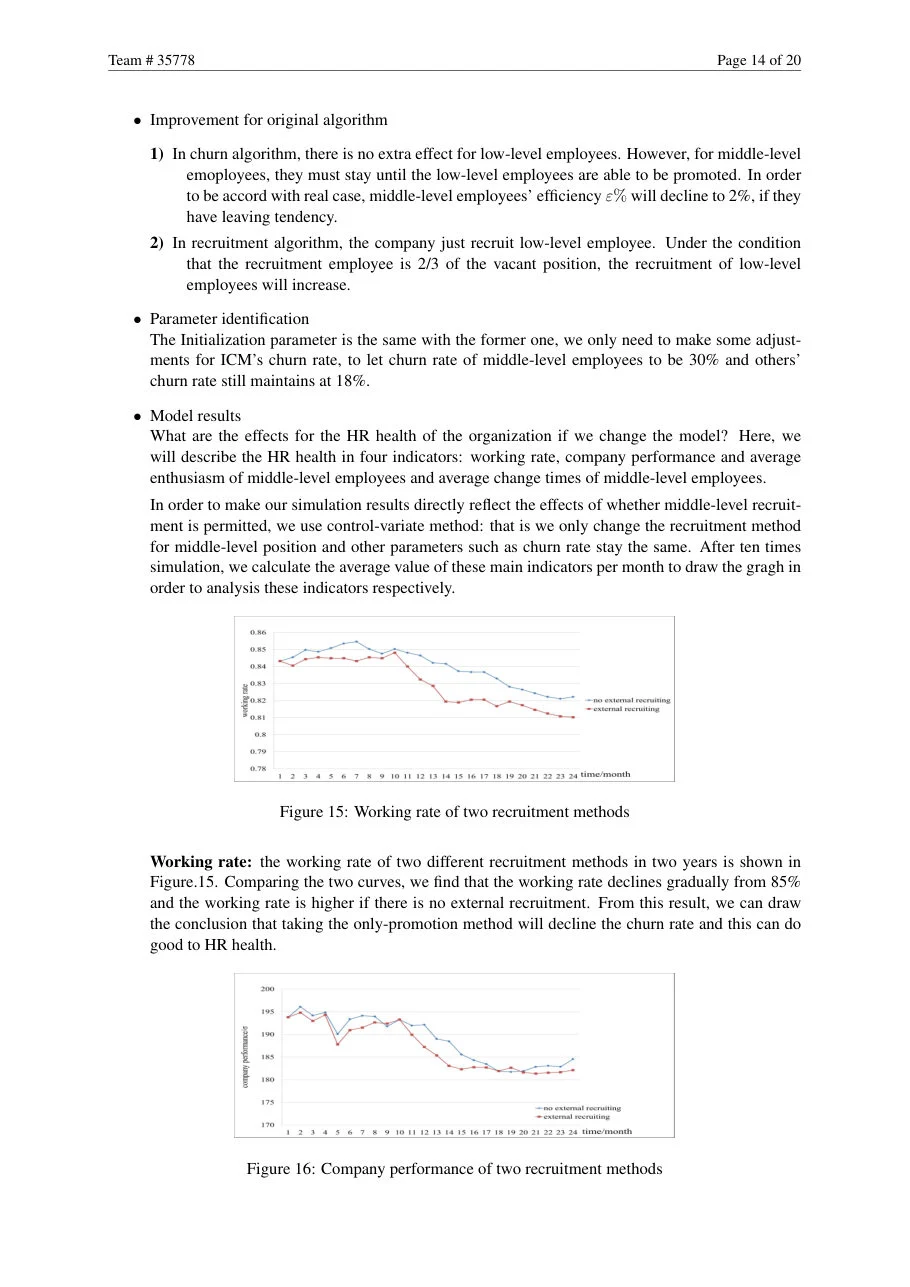 Team # 35778
Page 14 of 20
• Improvement for original algorithm
1) In churn algorithm, there is no extra effect for low-level employees. However, for middle-level
emoployees, they must stay until the low-level employees are able to be promoted. In order
to be accord with real case, middle-level employees’ efficiency ε% will decline to 2%, if they
have leaving tendency.
2) In recruitment algorithm, the company just recruit low-level employee. Under the condition
that the recruitment employee is 2/3 of the vacant position, the recruitment of low-level
employees will increase.
• Parameter identification
The Initialization parameter is the same with the former one, we only need to make some adjust-
ments for ICM’s churn rate, to let churn rate of middle-level employees to be 30% and others’
churn rate still maintains at 18%.
• Model results
What are the effects for the HR health of the organization if we change the model? Here, we
will describe the HR health in four indicators: working rate, company performance and average
enthusiasm of middle-level employees and average change times of middle-level employees.
In order to make our simulation results directly reflect the effects of whether middle-level recruit-
ment is permitted, we use control-variate method: that is we only change the recruitment method
for middle-level position and other parameters such as churn rate stay the same. After ten times
simulation, we calculate the average value of these main indicators per month to draw the gragh in
order to analysis these indicators respectively.
0.86
0.85
0.84
0.83
0.82
0.81
0.8
0.79
0.78
working rate
1 2 3 4 5 6 7 8 9 10 11 12 13 14 15 16 17 18 19 20 21 22 23 24 time/month
no external recruiting
external recruiting
Figure 15: Working rate of two recruitment methods
Working rate: the working rate of two different recruitment methods in two years is shown in
Figure.15. Comparing the two curves, we find that the working rate declines gradually from 85%
and the working rate is higher if there is no external recruitment. From this result, we can draw
the conclusion that taking the only-promotion method will decline the churn rate and this can do
good to HR health.
200
195
190
185
180
175
170
company performance/σ
no external recruiting
external recruiting
1 2 3 4 5 6 7 8 9 10 11 12 13 14 15 16 17 18 19 20 21 22 23 24 time/month
Figure 16: Company performance of two recruitment methods